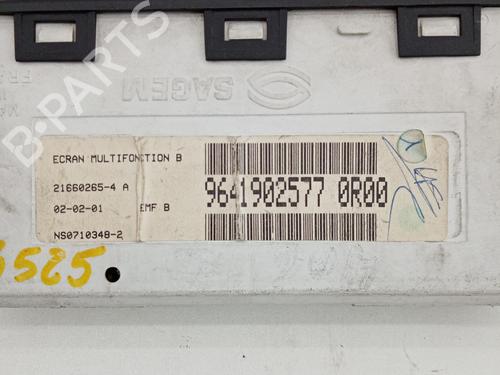 SAGEM
B-PARTS
ECRAN MULTIFONCTION B
21660265-4 A
02-02-01 EMF B
NS0710348-2
9641902577 0R00